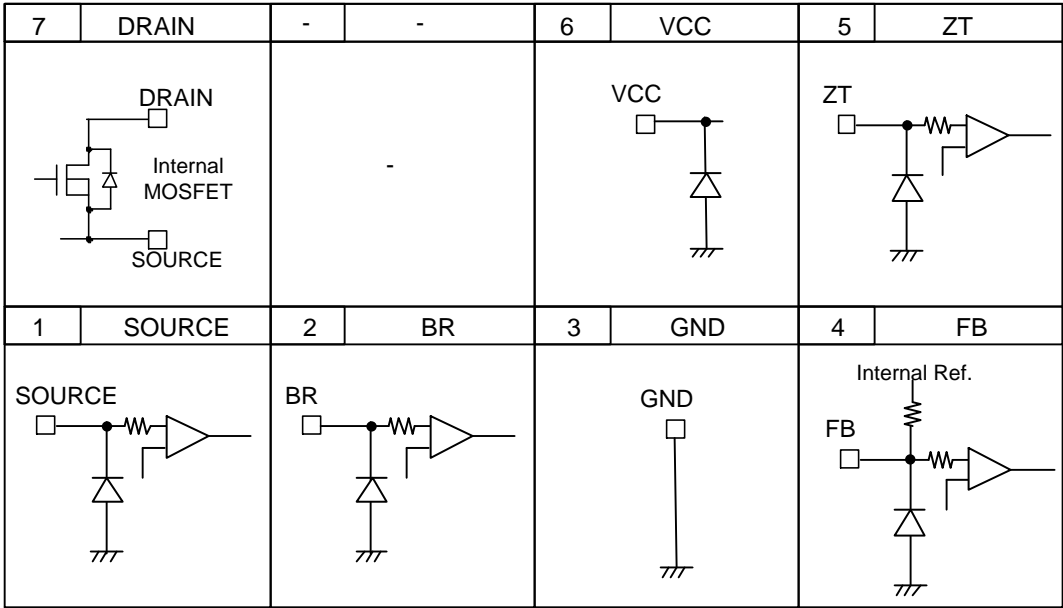 7 DRAIN - - 6 VCC 5 ZT
DRAIN
Internal
MOSFET
SOURCE
-
VCC
ZT
1 SOURCE 2 BR 3 GND 4 FB
SOURCE
BR
GND
Internal Ref.
FB